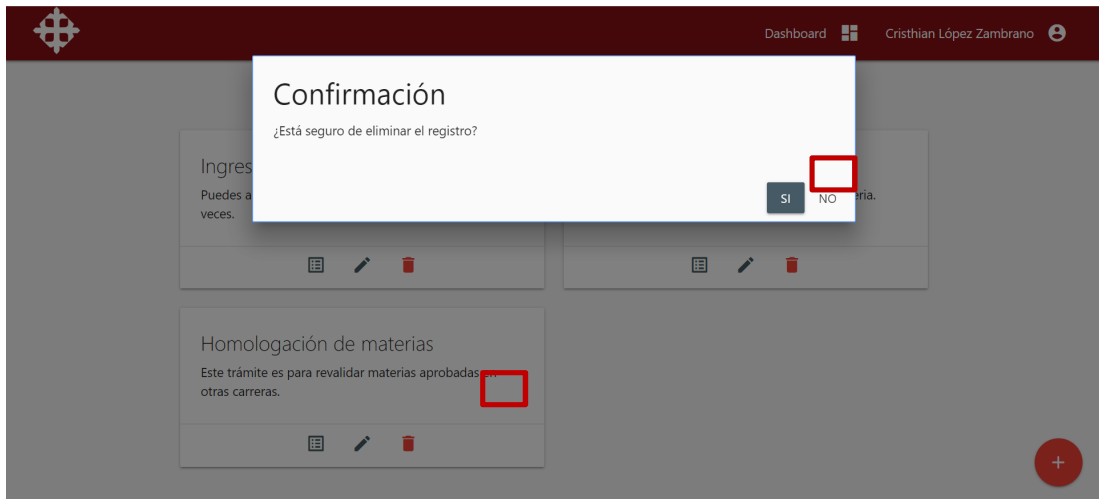 Dashboard
Cristhian López Zambrano
Confirmación
¿Está seguro de eliminar el registro?
SI
NO
Ingres
Puedes a
veces.
eria.
Homologación de materias
Este trámite es para revalidar materias aprobadas en
otras carreras.
+